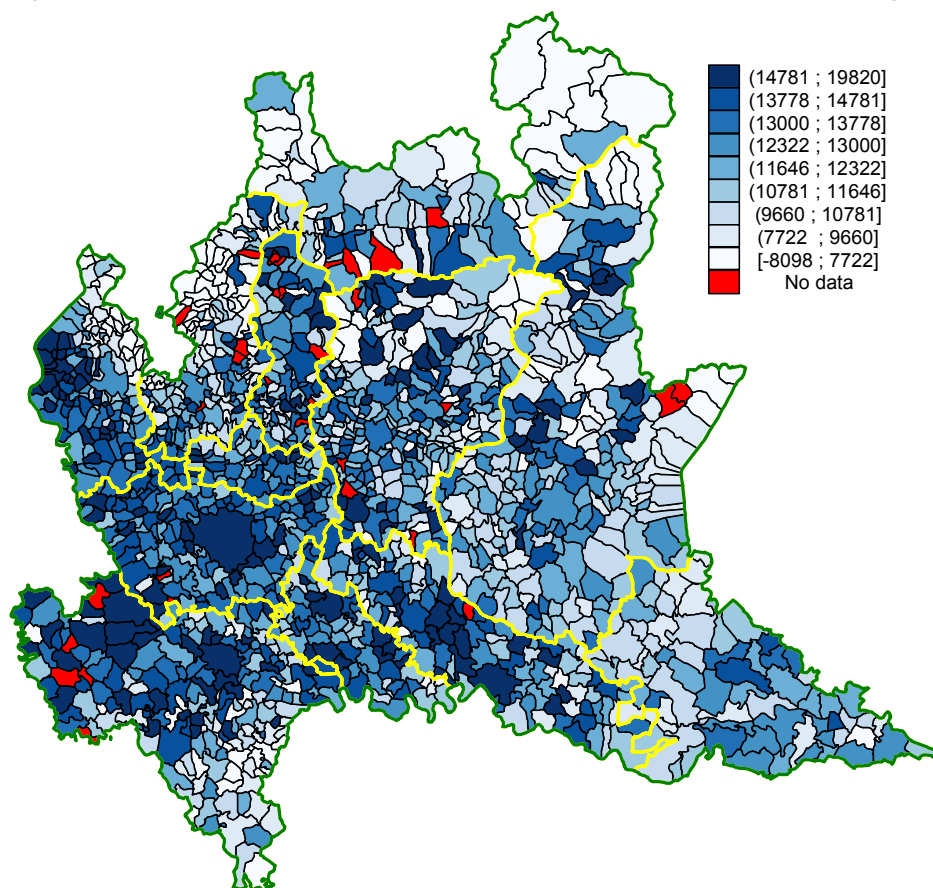 (14781 ; 19820]
(13778 ; 14781]
(13000 ; 13778]
(12322 ; 13000]
(11646 ; 12322]
(10781 ; 11646]
(9660 ; 10781]
(7722 ; 9660]
[-8098 ; 7722]
No data